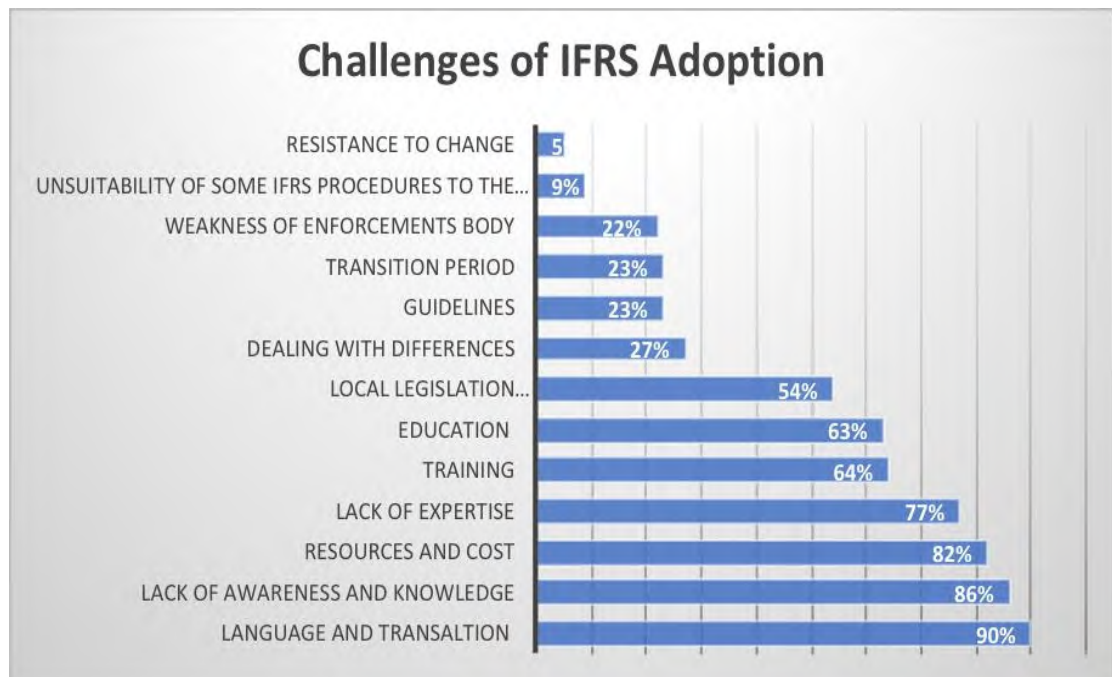 Challenges of IFRS Adoption
RESISTANCE TO CHANGE 5
UNSUITABILITY OF SOME IFRS PROCEDURES TO THE... 9%
WEAKNESS OF ENFORCEMENTS BODY 22%
TRANSITION PERIOD 23%
GUIDELINES 23%
DEALING WITH DIFFERENCES 27%
LOCAL LEGISLATION... 54%
EDUCATION 63%
TRAINING 64%
LACK OF EXPERTISE 77%
RESOURCES AND COST 82%
LACK OF AWARENESS AND KNOWLEDGE 86%
LANGUAGE AND TRANSALTION 90%